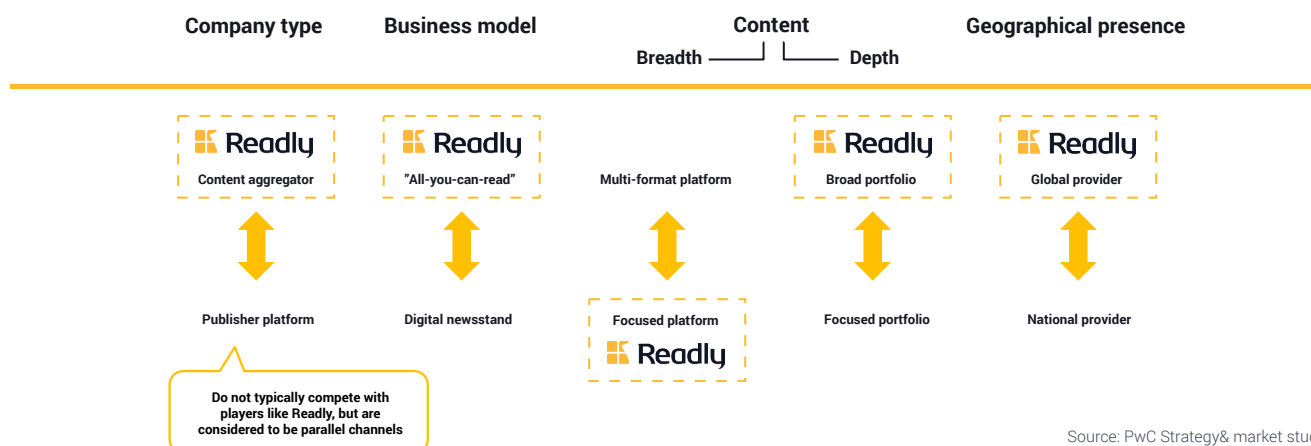 Company type
Business model
Content
Geographical presence
Breadth
Depth
Readly
Readly
Readly
Readly
Content aggregator
"All-you-can-read"
Multi-format platform
Broad portfolio
Global provider
Publisher platform
Digital newsstand
Focused platform
Focused portfolio
National provider
Readly
Do not typically compete with
players like Readly, but are
considered to be parallel channels
Source: PwC Strategy& market